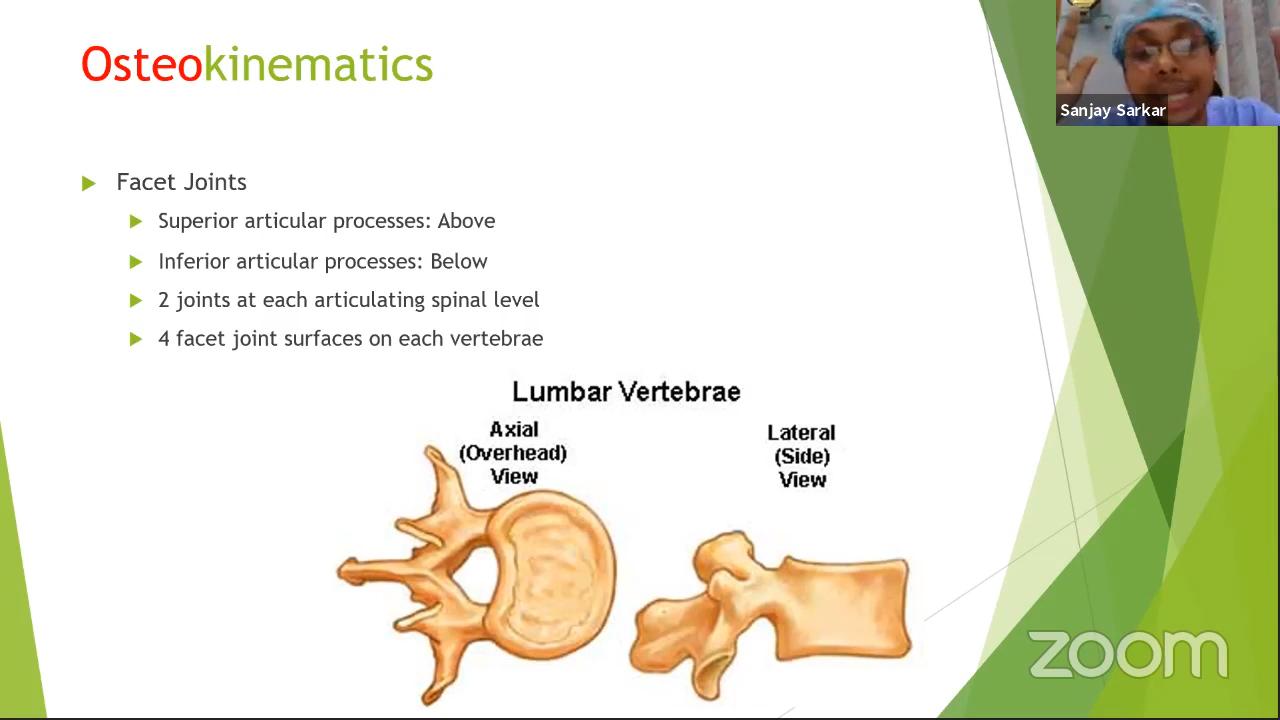 Osteokinematics
Sanjay Sarkar
Facet Joints
Superior articular processes: Above
Inferior articular processes: Below
2 joints at each articulating spinal level
4 facet joint surfaces on each vertebrae
Lumbar Vertebrae
Axial
(Overhead)
View
Lateral
(Side)
View
zoom